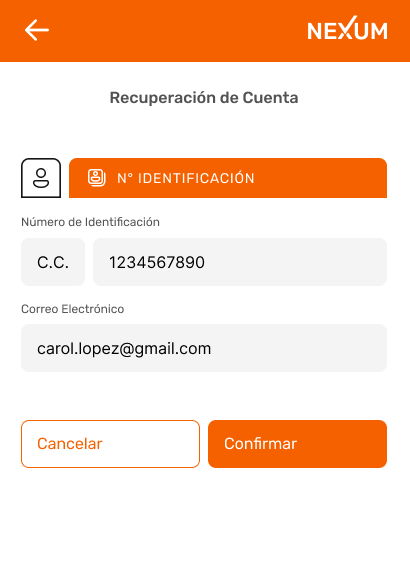 NEXUM
Recuperación de Cuenta
N° IDENTIFICACIÓN
Número de Identificación
C.C. 1234567890
Correo Electrónico
carol.lopez@gmail.com
Cancelar Confirmar